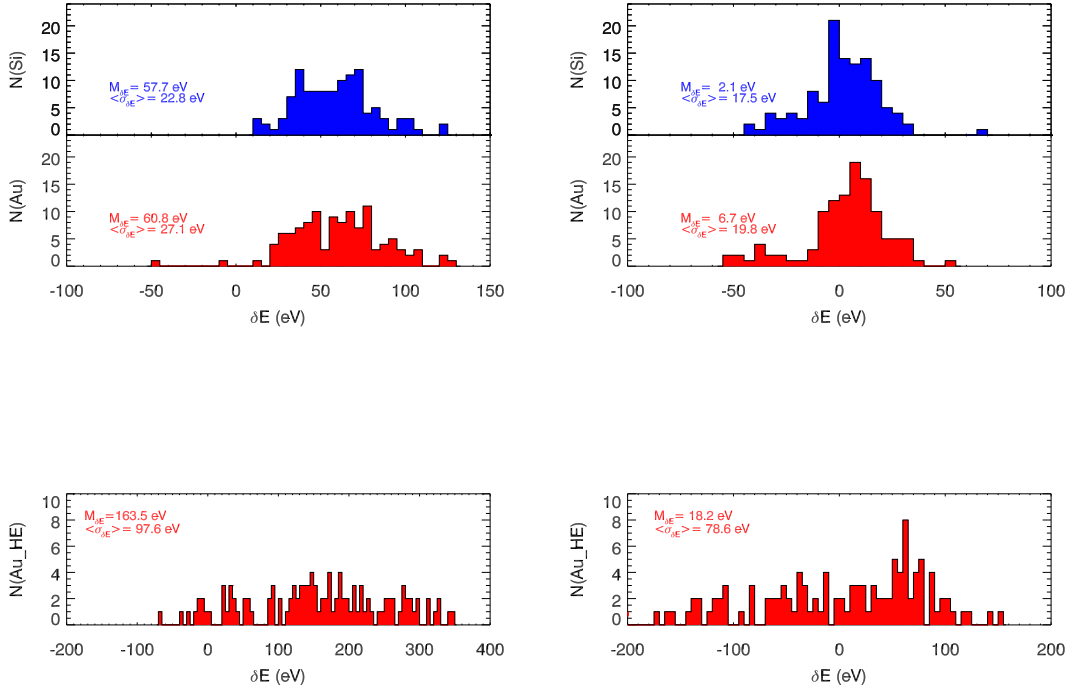 N(Si)
20
15
10
5
0
M_δE = 57.7 eV
<σ_δE> = 22.8 eV
N(Au)
20
15
10
5
0
M_δE = 60.8 eV
<σ_δE> = 27.1 eV
-100 -50 0 50 100 150
δE (eV)
N(Si)
20
15
10
5
0
M_δE = 2.1 eV
<σ_δE> = 17.5 eV
N(Au)
20
15
10
5
0
M_δE = 6.7 eV
<σ_δE> = 19.8 eV
-100 -50 0 50 100
δE (eV)
N(Au_HE)
10
8
6
4
2
0
M_δE = 163.5 eV
<σ_δE> = 97.6 eV
-200 -100 0 100 200 300 400
δE (eV)
N(Au_HE)
10
8
6
4
2
0
M_δE = 18.2 eV
<σ_δE> = 78.6 eV
-200 -100 0 100 200
δE (eV)